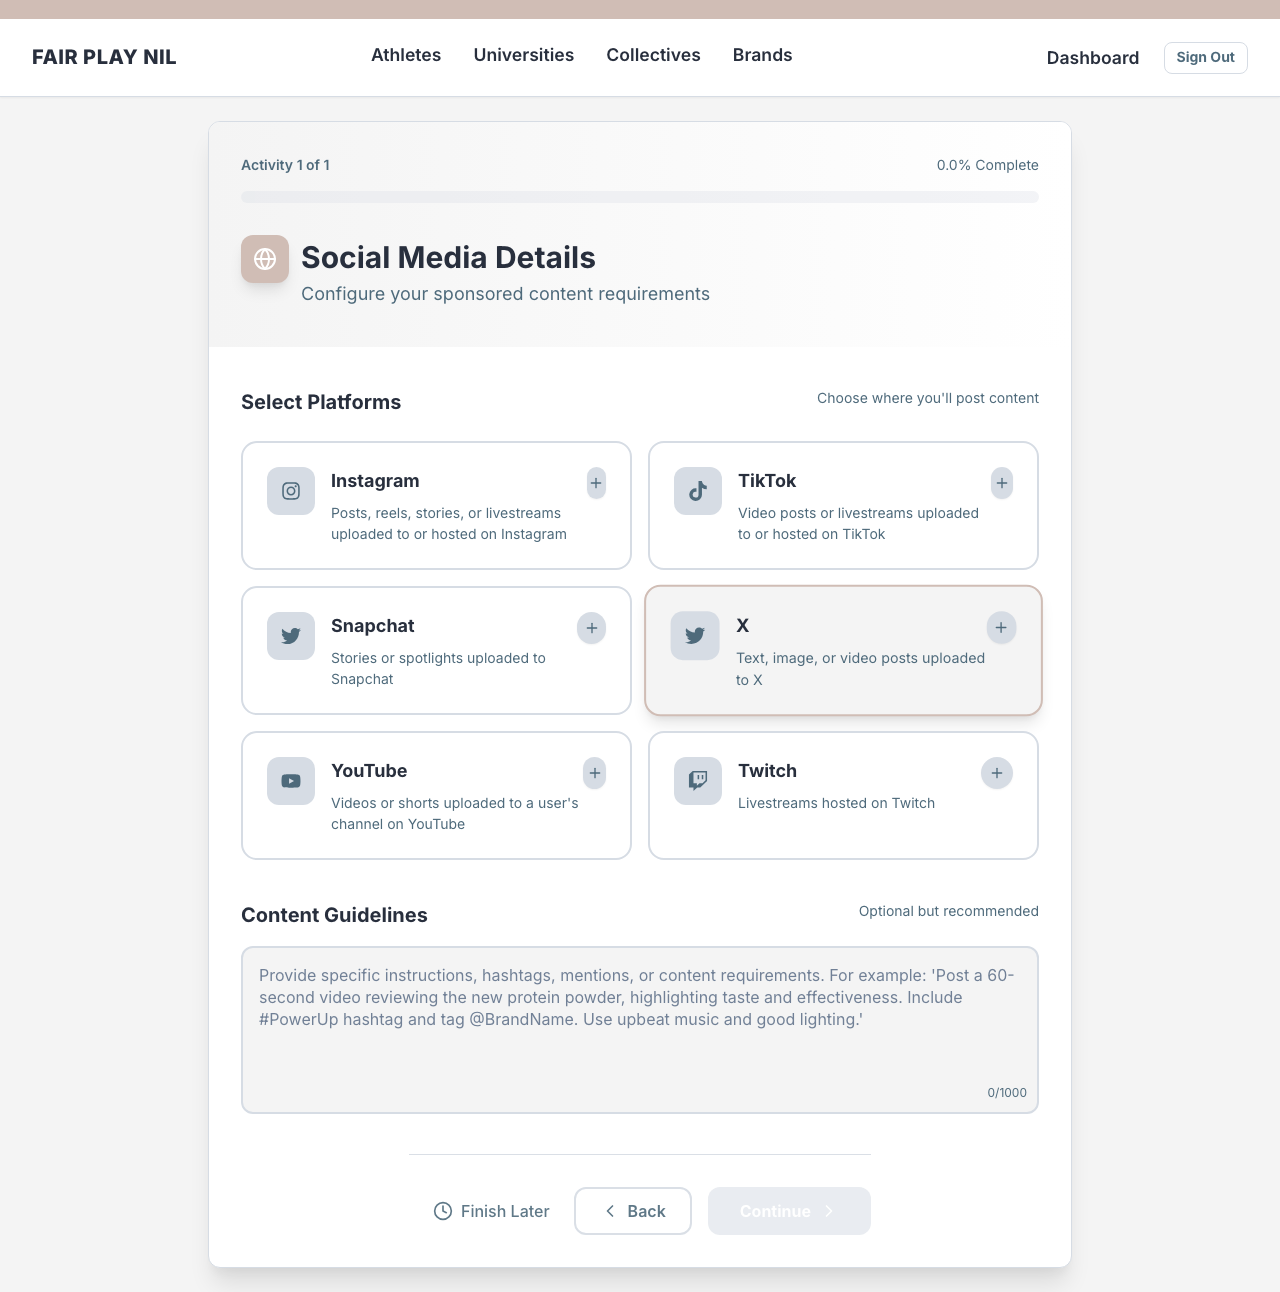 FAIR PLAY NIL
Athletes
Universities
Collectives
Brands
Dashboard
Sign Out
Activity 1 of 1
0.0% Complete
Social Media Details
Configure your sponsored content requirements
Select Platforms
Choose where you'll post content
Instagram
Posts, reels, stories, or livestreams
uploaded to or hosted on Instagram
TikTok
Video posts or livestreams uploaded
to or hosted on TikTok
Snapchat
Stories or spotlights uploaded to
Snapchat
X
Text, image, or video posts uploaded
to X
YouTube
Videos or shorts uploaded to a user's
channel on YouTube
Twitch
Livestreams hosted on Twitch
Content Guidelines
Optional but recommended
Provide specific instructions, hashtags, mentions, or content requirements. For example: 'Post a 60-
second video reviewing the new protein powder, highlighting taste and effectiveness. Include
#PowerUp hashtag and tag @BrandName. Use upbeat music and good lighting.'
0/1000
Finish Later
Back
Continue